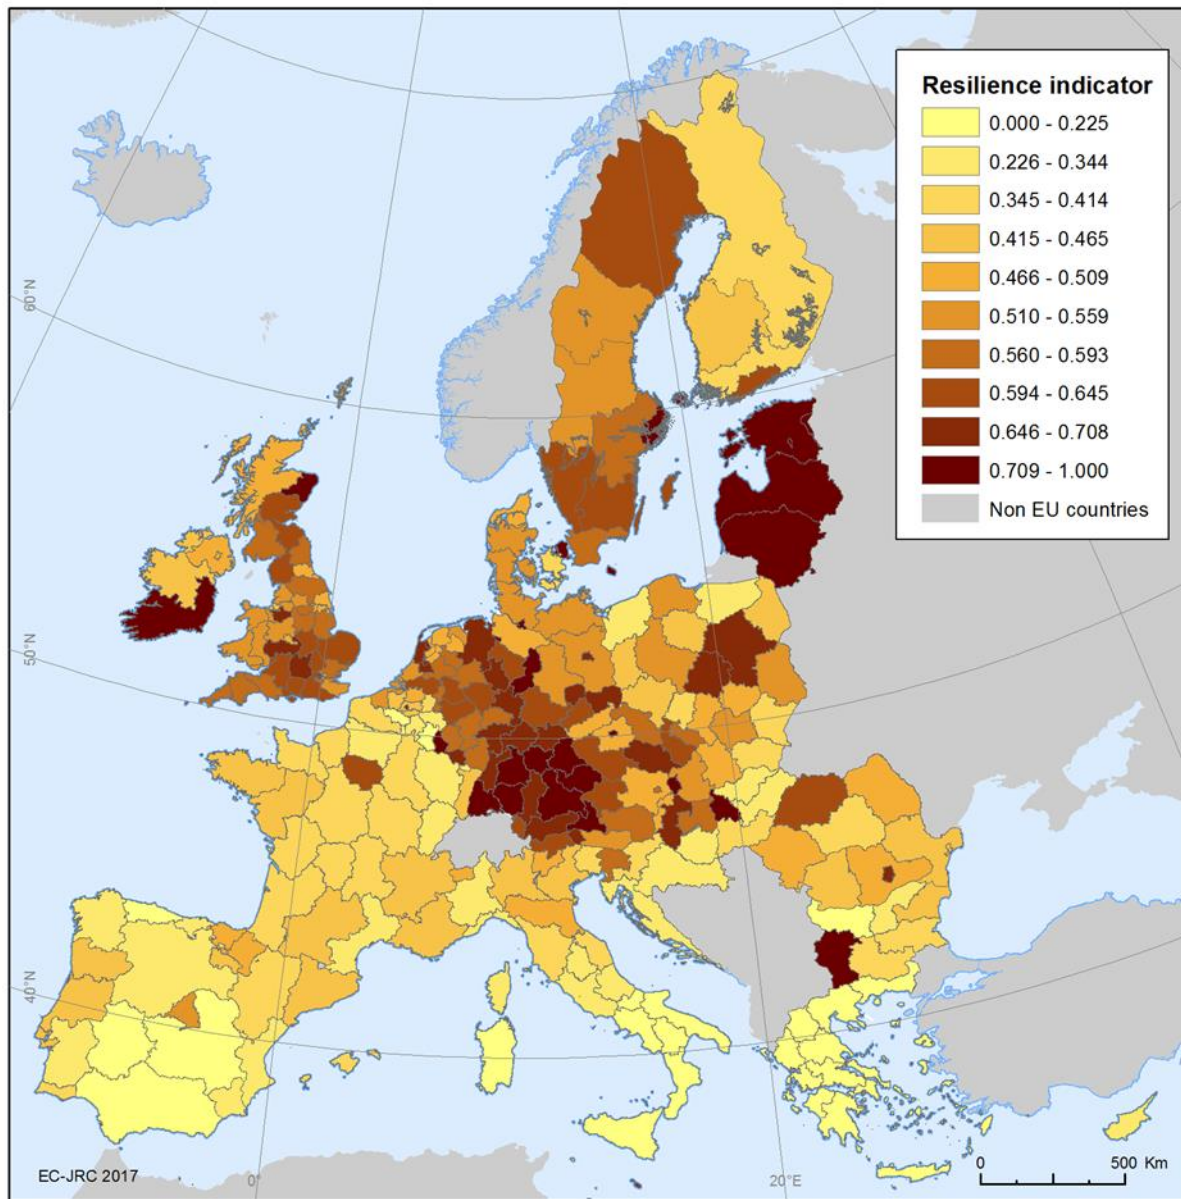 Resilience indicator
0.000 - 0.225
0.226 - 0.344
0.345 - 0.414
0.415 - 0.465
0.466 - 0.509
0.510 - 0.559
0.560 - 0.593
0.594 - 0.645
0.646 - 0.708
0.709 - 1.000
Non EU countries
60°N
50°N
40°N
EC-JRC 2017
0°
20°E
0 500 Km